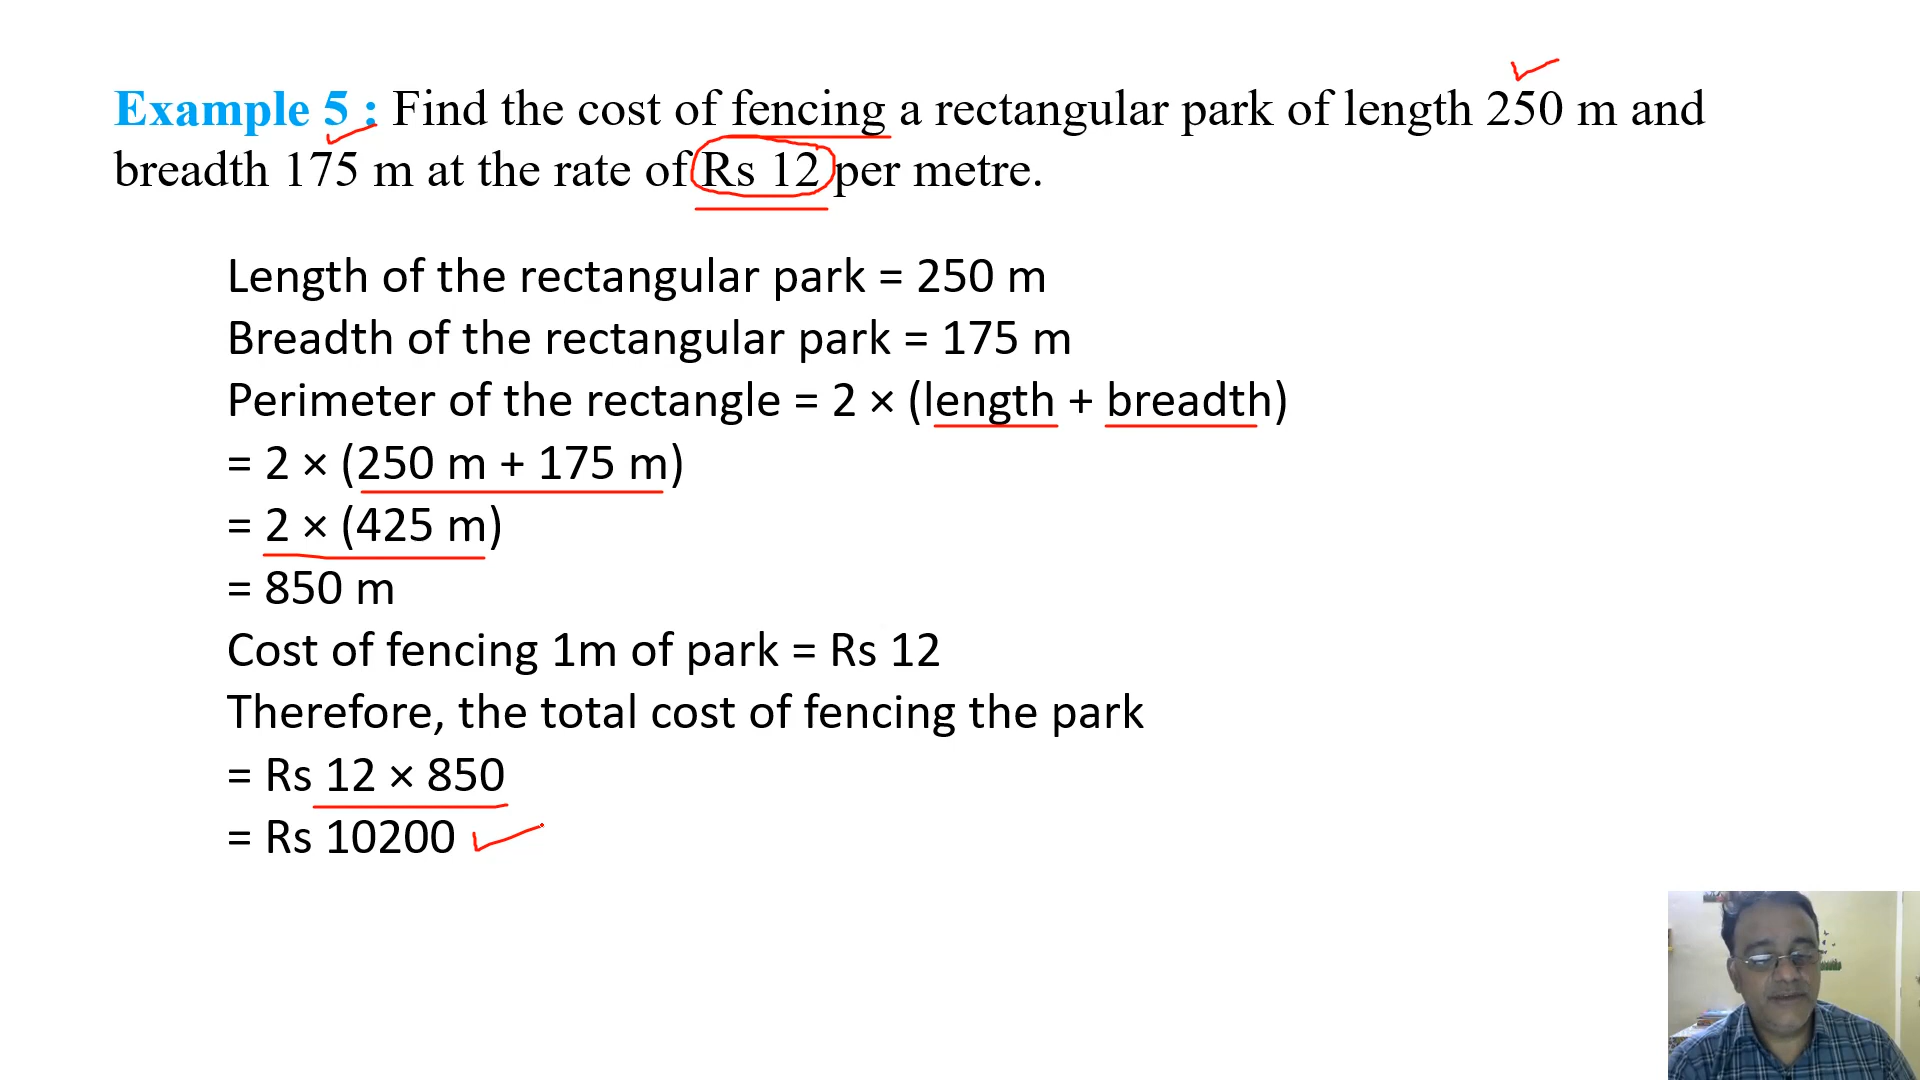 Example 5 : Find the cost of fencing a rectangular park of length 250 m and
breadth 175 m at the rate of Rs 12 per metre.
Length of the rectangular park = 250 m
Breadth of the rectangular park = 175 m
Perimeter of the rectangle = 2 × (length + breadth)
= 2 × (250 m + 175 m)
= 2 × (425 m)
= 850 m
Cost of fencing 1m of park = Rs 12
Therefore, the total cost of fencing the park
= Rs 12 × 850
= Rs 10200